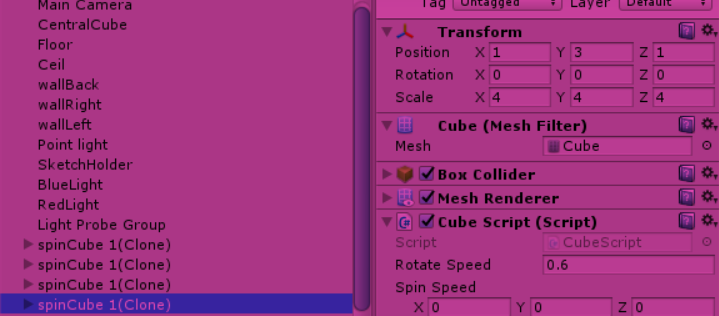 Main Camera
CentralCube
Floor
Ceil
wallBack
wallRight
wallLeft
Point light
SketchHolder
BlueLight
RedLight
Light Probe Group
spinCube 1(Clone)
spinCube 1(Clone)
spinCube 1(Clone)
spinCube 1(Clone)
Tag Untagged Layer Default
Transform
Position X 1 Y 3 Z 1
Rotation X 0 Y 0 Z 0
Scale X 4 Y 4 Z 4
Cube (Mesh Filter)
Mesh Cube
Box Collider
Mesh Renderer
Cube Script (Script)
Script CubeScript
Rotate Speed 0.6
Spin Speed
X 0 Y 0 Z 0